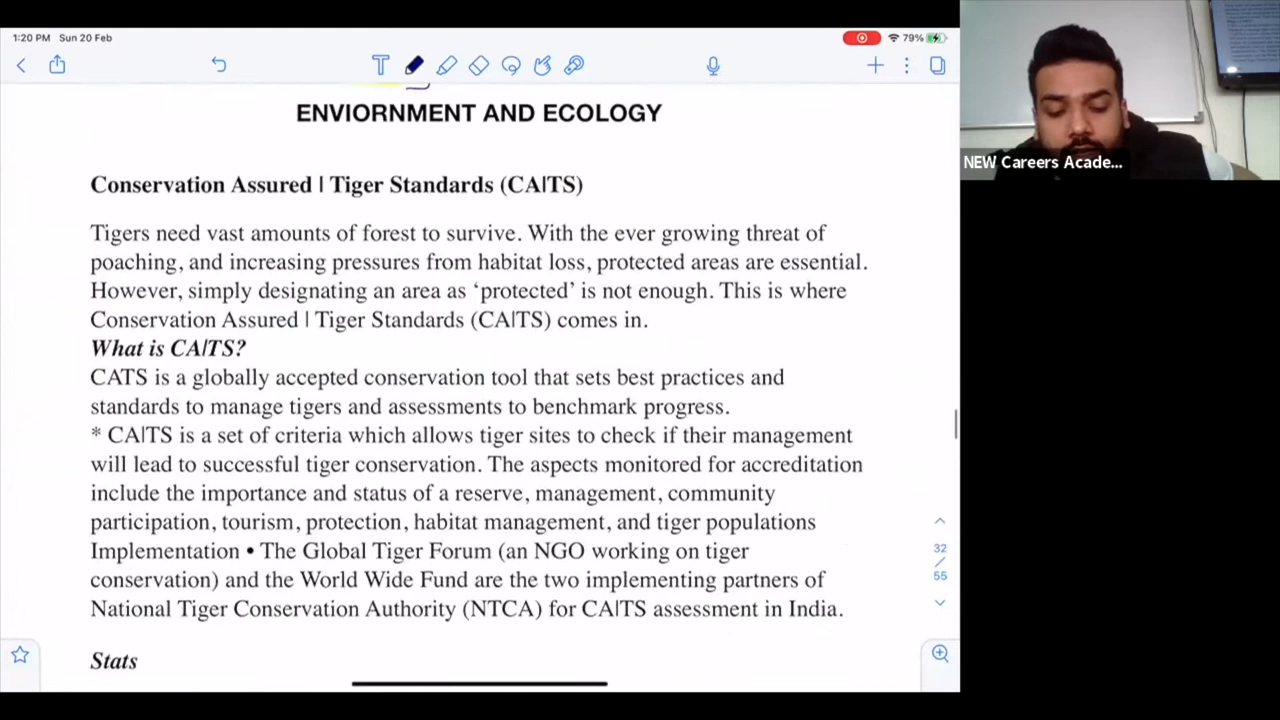 1:20 PM Sun 20 Feb
79%
ENVIORNMENT AND ECOLOGY
NEW Careers Acade...
Conservation Assured | Tiger Standards (CA|TS)
Tigers need vast amounts of forest to survive. With the ever growing threat of
poaching, and increasing pressures from habitat loss, protected areas are essential.
However, simply designating an area as ‘protected’ is not enough. This is where
Conservation Assured | Tiger Standards (CA|TS) comes in.
What is CA|TS?
CATS is a globally accepted conservation tool that sets best practices and
standards to manage tigers and assessments to benchmark progress.
* CA|TS is a set of criteria which allows tiger sites to check if their management
will lead to successful tiger conservation. The aspects monitored for accreditation
include the importance and status of a reserve, management, community
participation, tourism, protection, habitat management, and tiger populations
Implementation • The Global Tiger Forum (an NGO working on tiger
conservation) and the World Wide Fund are the two implementing partners of
National Tiger Conservation Authority (NTCA) for CA|TS assessment in India.
32
/
55
Stats